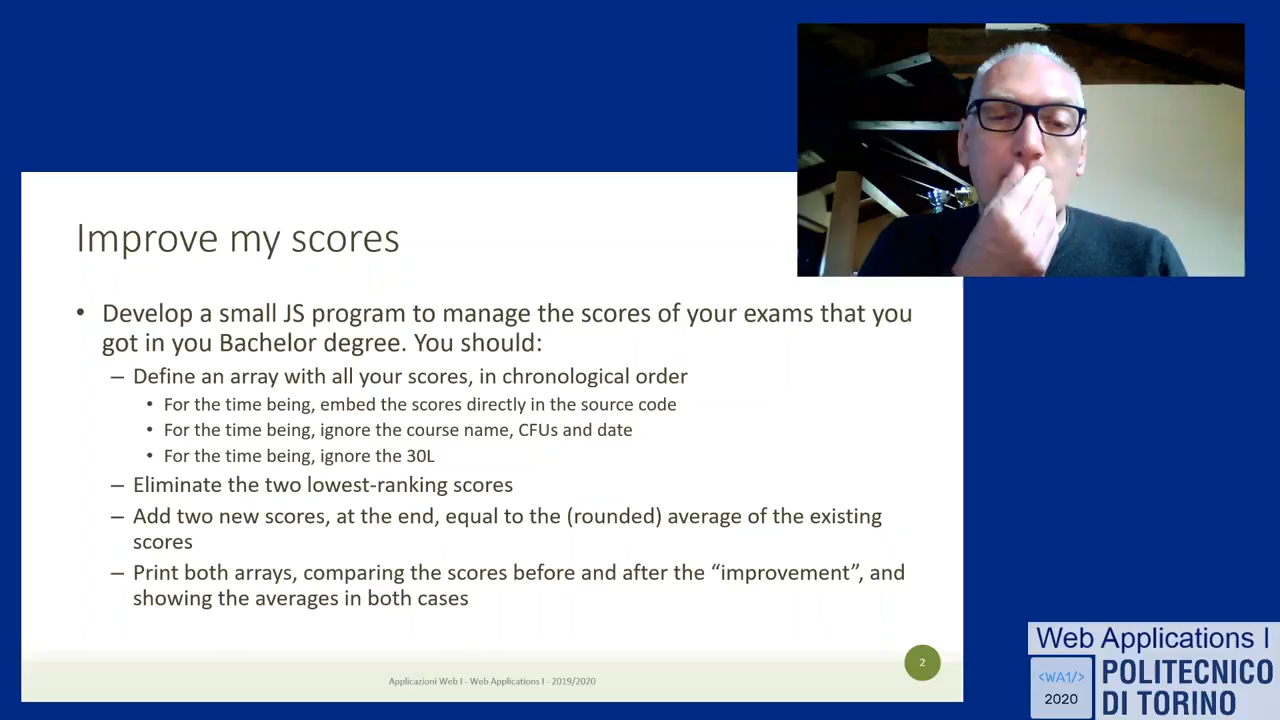 Improve my scores
• Develop a small JS program to manage the scores of your exams that you
got in you Bachelor degree. You should:
– Define an array with all your scores, in chronological order
• For the time being, embed the scores directly in the source code
• For the time being, ignore the course name, CFUs and date
• For the time being, ignore the 30L
– Eliminate the two lowest-ranking scores
– Add two new scores, at the end, equal to the (rounded) average of the existing
scores
– Print both arrays, comparing the scores before and after the “improvement”, and
showing the averages in both cases
2
Applicazioni Web I - Web Applications I - 2019/2020
Web Applications I
<WA1/>
2020
POLITECNICO
DI TORINO